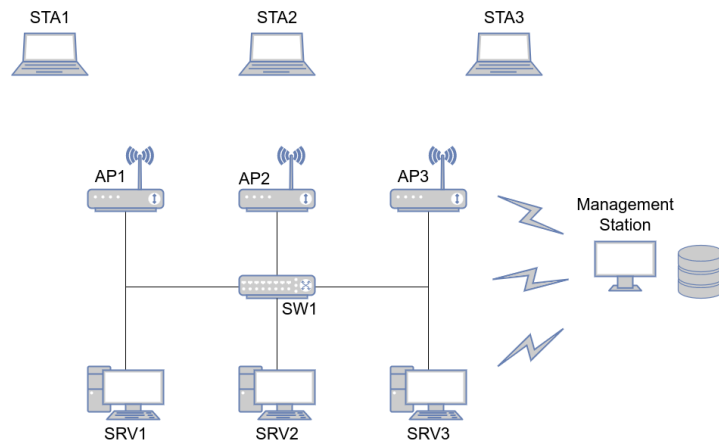 STA1
STA2
STA3
AP1
AP2
AP3
Management
Station
SW1
SRV1
SRV2
SRV3